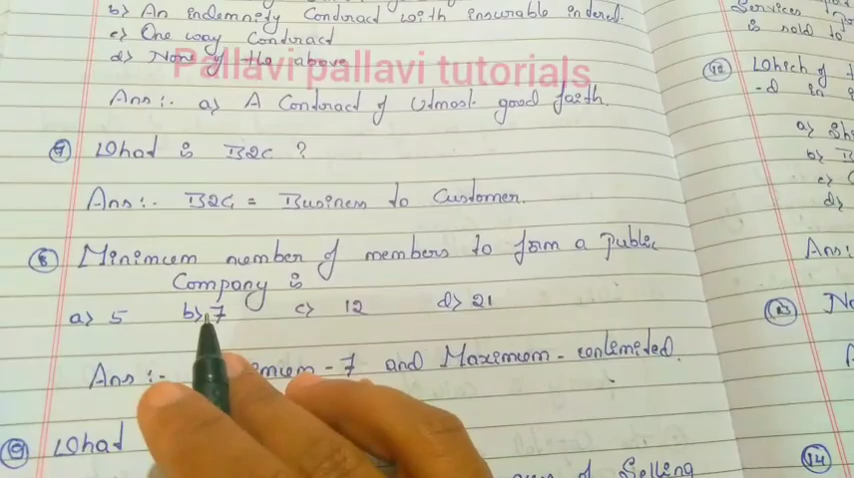 b) An indemnity Contract with insurable interest.
c) One way Contract
d) None of the above
Pallavi pallavi tutorials
Ans:- a) A Contract of Utmost good faith.
7 What is B2C ?
Ans:- B2C = Business to Customer.
8 Minimum number of members to form a public
Company is
a) 5 b) 7 c) 12 d) 21
Ans:- mum - 7 and Maximum - unlimited.
9 What
of Selling
Services
is sold to
12 Which of
a) Sh
b)
c)
d)
Ans:
13 No
14